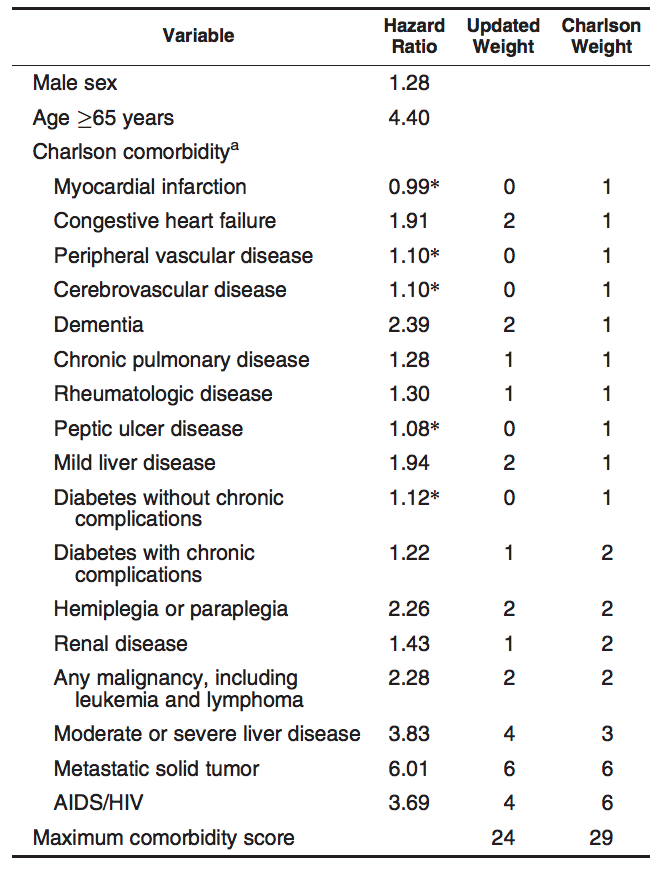 Variable Hazard Ratio Updated Weight Charlson Weight
Male sex 1.28
Age ≥65 years 4.40
Charlson comorbidityᵃ
Myocardial infarction 0.99* 0 1
Congestive heart failure 1.91 2 1
Peripheral vascular disease 1.10* 0 1
Cerebrovascular disease 1.10* 0 1
Dementia 2.39 2 1
Chronic pulmonary disease 1.28 1 1
Rheumatologic disease 1.30 1 1
Peptic ulcer disease 1.08* 0 1
Mild liver disease 1.94 2 1
Diabetes without chronic 1.12* 0 1
complications
Diabetes with chronic 1.22 1 2
complications
Hemiplegia or paraplegia 2.26 2 2
Renal disease 1.43 1 2
Any malignancy, including 2.28 2 2
leukemia and lymphoma
Moderate or severe liver disease 3.83 4 3
Metastatic solid tumor 6.01 6 6
AIDS/HIV 3.69 4 6
Maximum comorbidity score 24 29